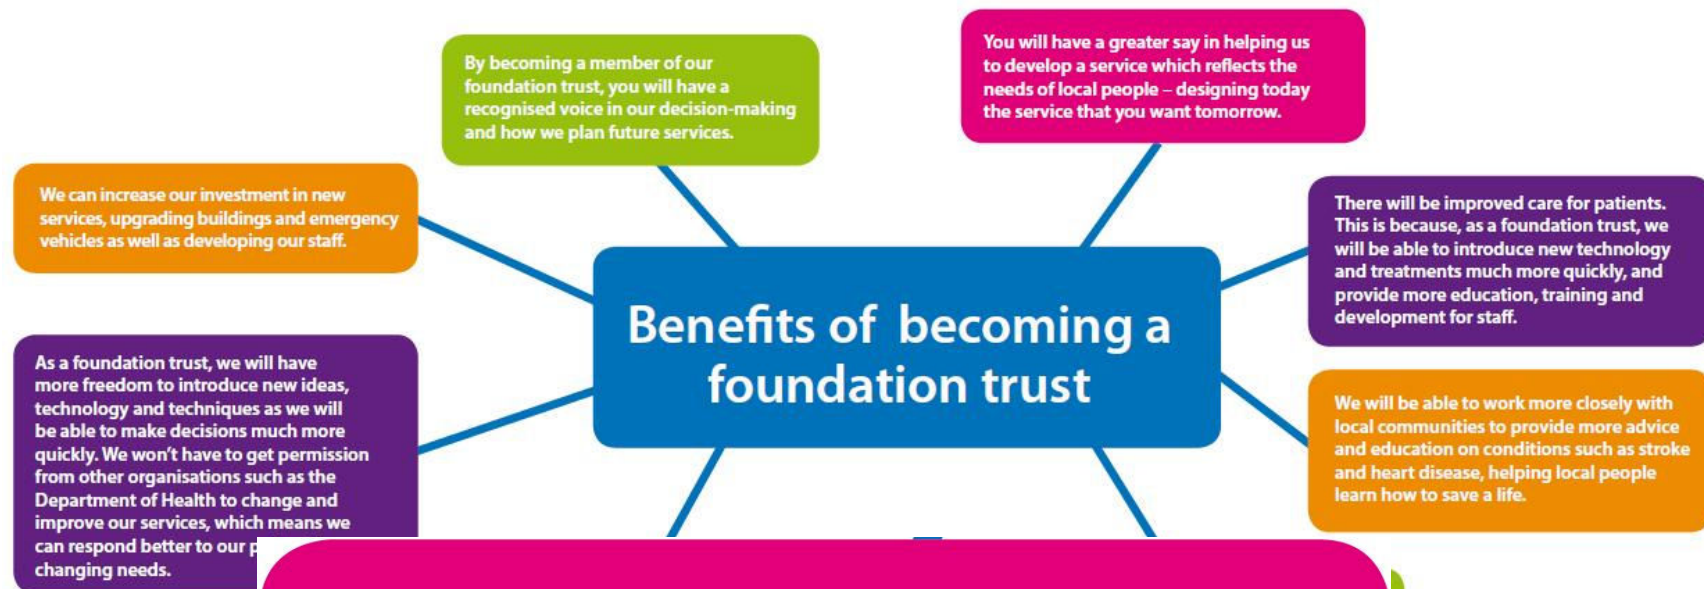 By becoming a member of our
foundation trust, you will have a
recognised voice in our decision-making
and how we plan future services.
You will have a greater say in helping us
to develop a service which reflects the
needs of local people – designing today
the service that you want tomorrow.
We can increase our investment in new
services, upgrading buildings and emergency
vehicles as well as developing our staff.
There will be improved care for patients.
This is because, as a foundation trust, we
will be able to introduce new technology
and treatments much more quickly, and
provide more education, training and
development for staff.
Benefits of becoming a
foundation trust
As a foundation trust, we will have
more freedom to introduce new ideas,
technology and techniques as we will
be able to make decisions much more
quickly. We won't have to get permission
from other organisations such as the
Department of Health to change and
improve our services, which means we
can respond better to our
changing needs.
We will be able to work more closely with
local communities to provide more advice
and education on conditions such as stroke
and heart disease, helping local people
learn how to save a life.